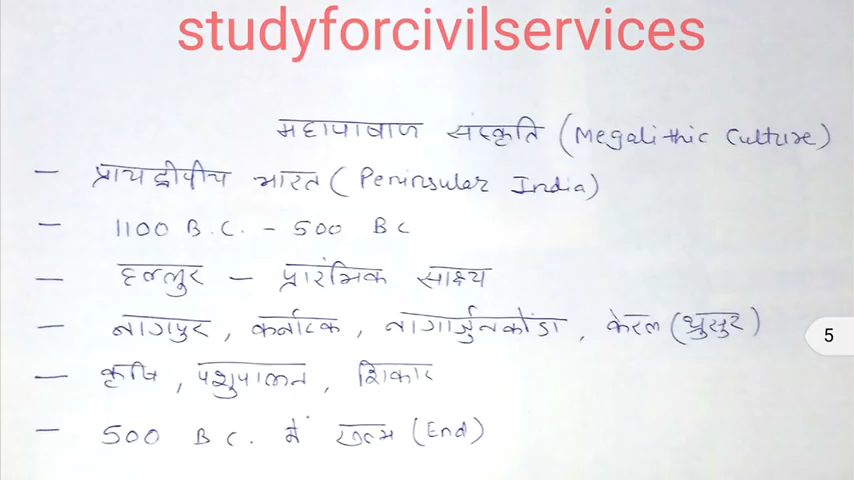 studyforcivilservices
महापाषाण संस्कृति (Megalithic Culture)
— प्रायद्वीपीय भारत (Peninsular India)
— 1100 B.C. - 500 BC
— हल्लुर — प्रारंभिक साक्ष्य
— नागपुर, कर्नाटक, नागार्जुनकोंडा, केरल (थ्रुसुर)
5
— कृषि, पशुपालन, शिकार
— 500 BC. में खत्म (End)